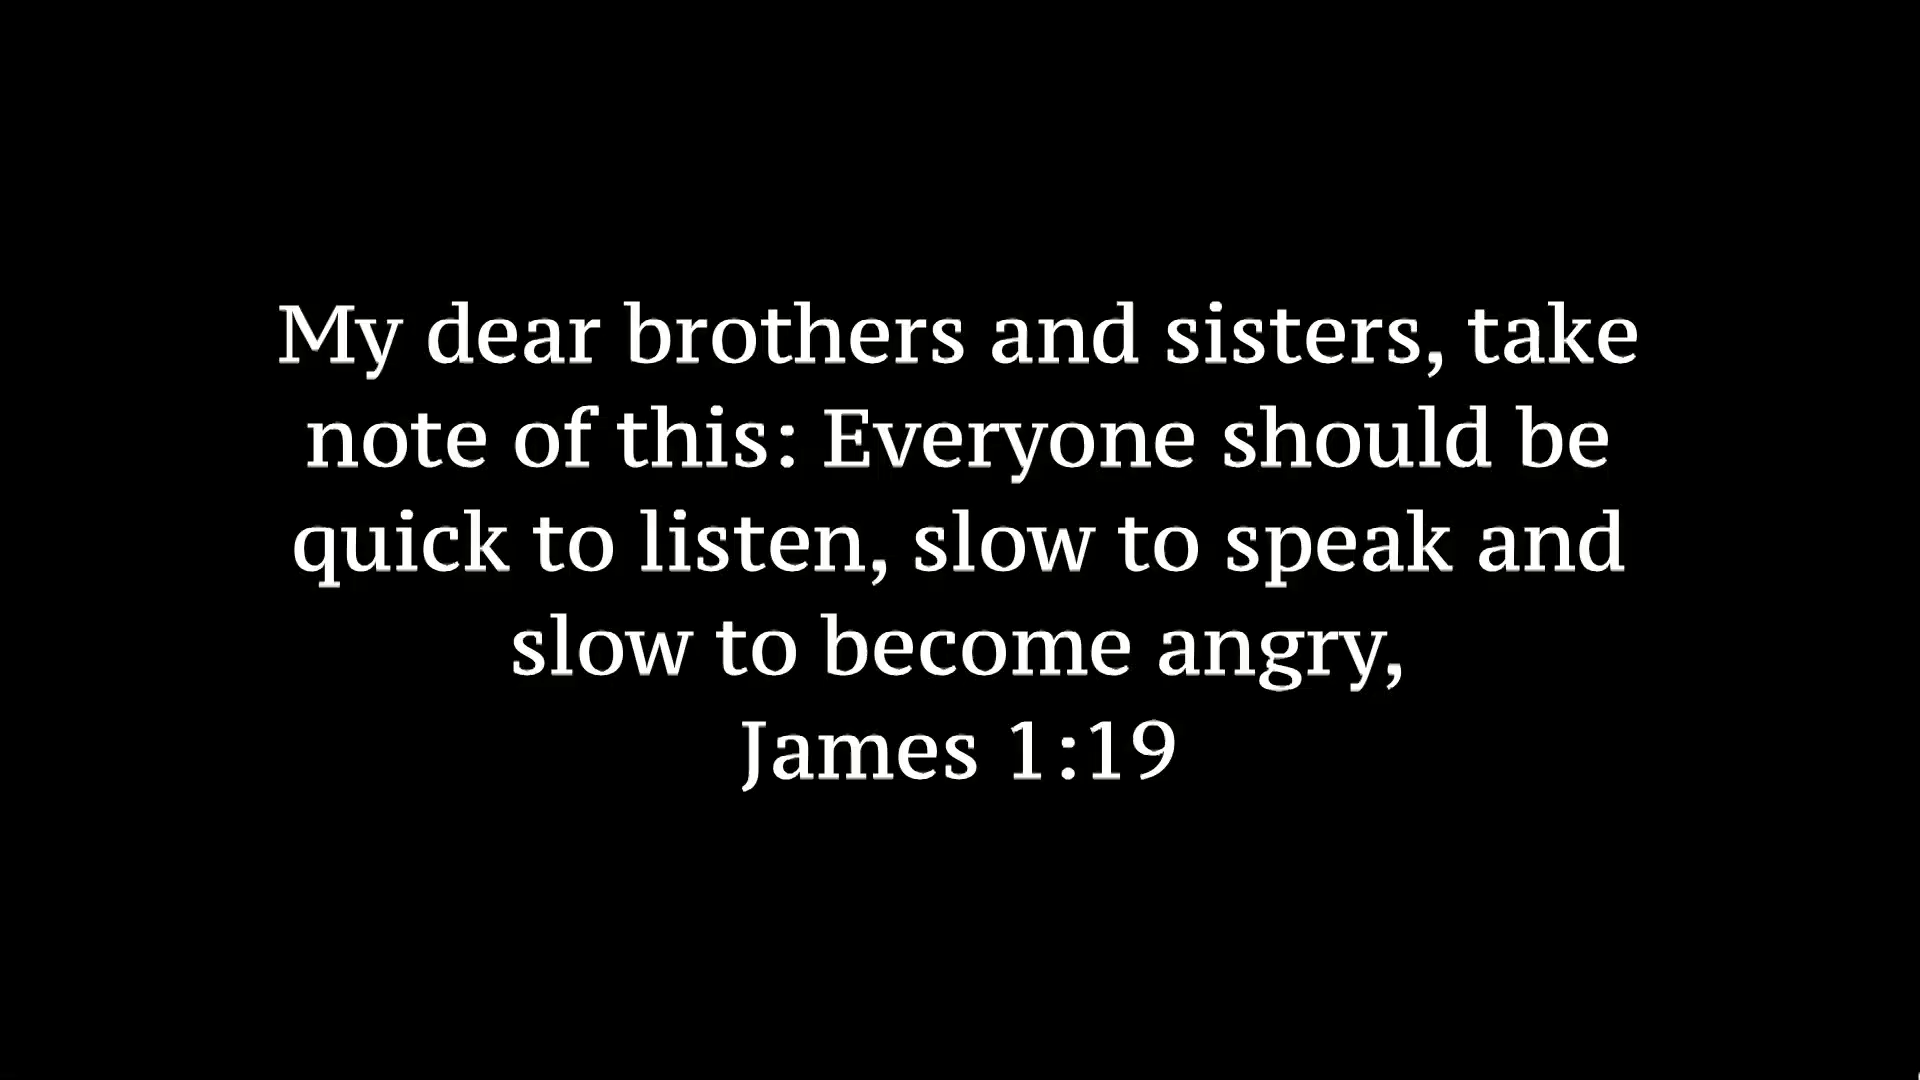 My dear brothers and sisters, take
note of this: Everyone should be
quick to listen, slow to speak and
slow to become angry,
James 1:19